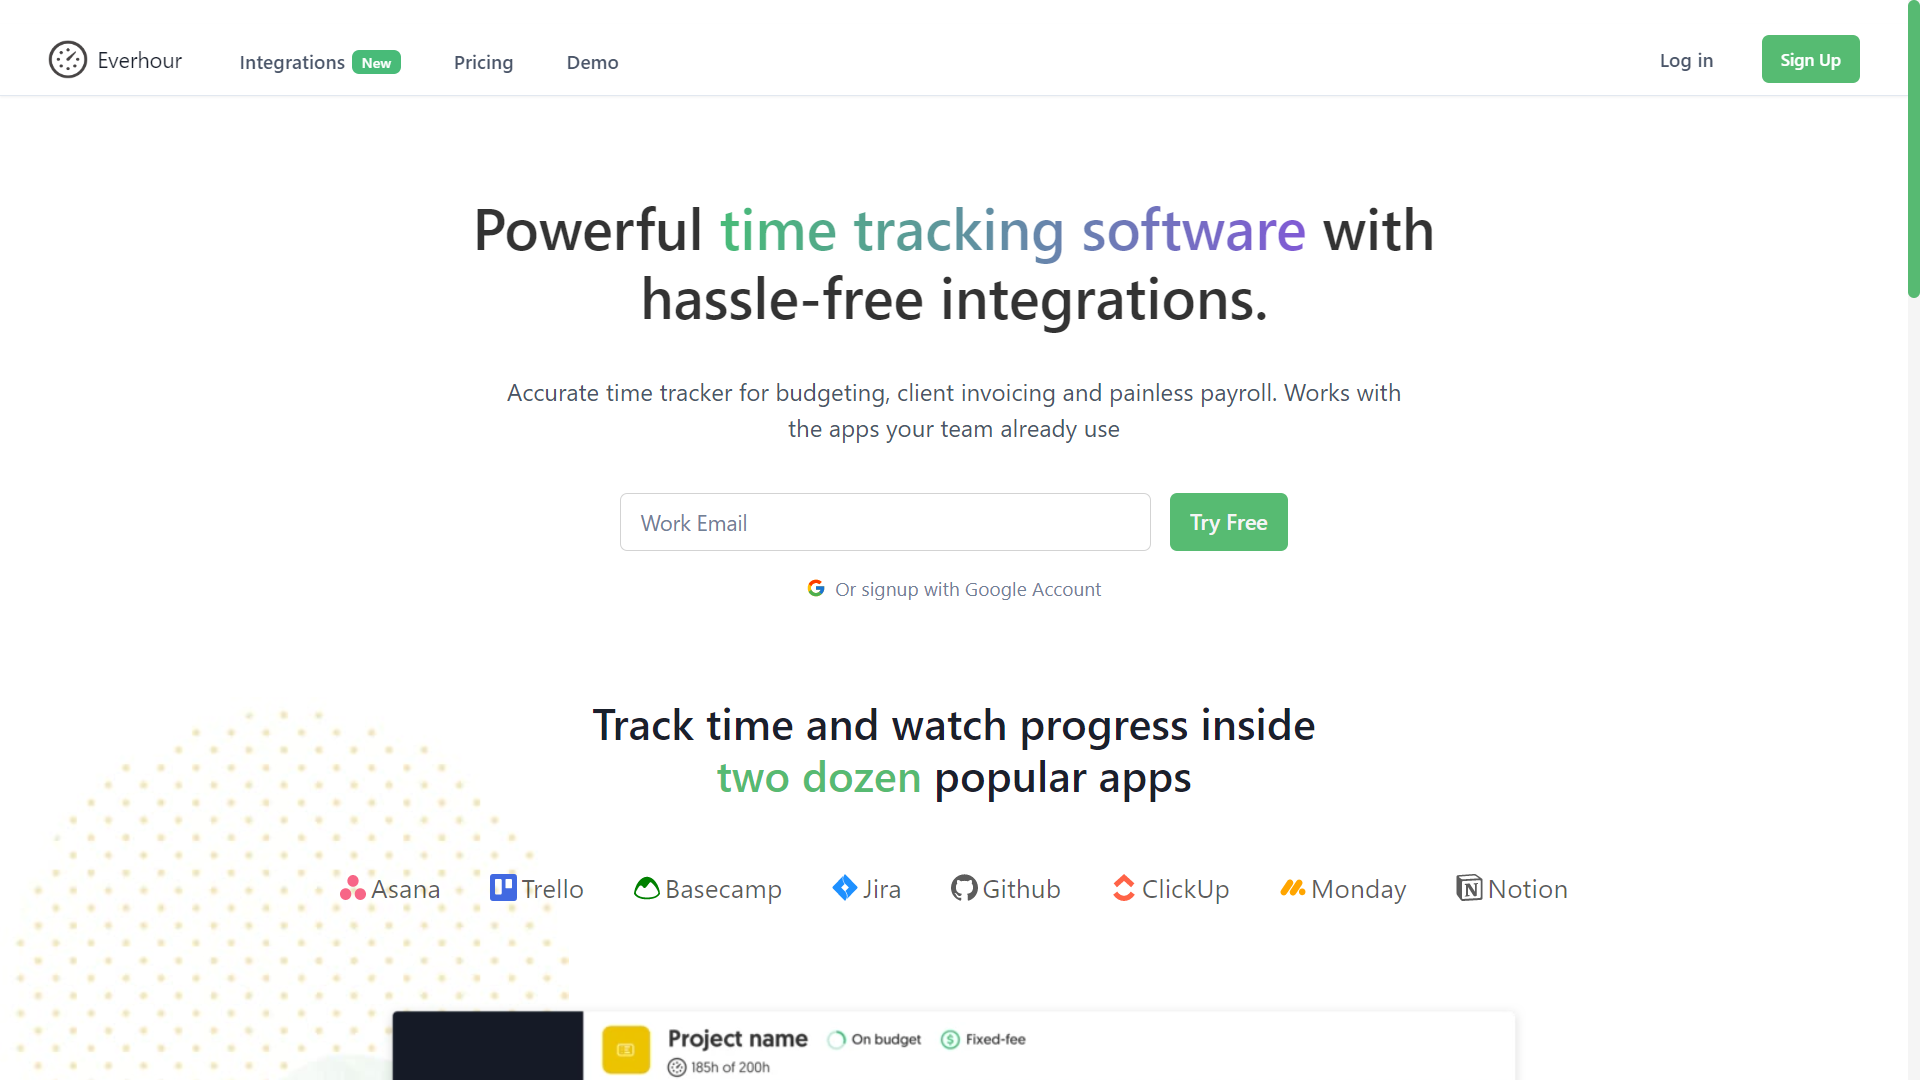 Everhour
Integrations New
Pricing
Demo
Log in
Sign Up
Powerful time tracking software with
hassle-free integrations.
Accurate time tracker for budgeting, client invoicing and painless payroll. Works with
the apps your team already use
Work Email
Try Free
Or signup with Google Account
Track time and watch progress inside
two dozen popular apps
Asana
Trello
Basecamp
Jira
Github
ClickUp
Monday
Notion
Project name
On budget
Fixed-fee
185h of 200h